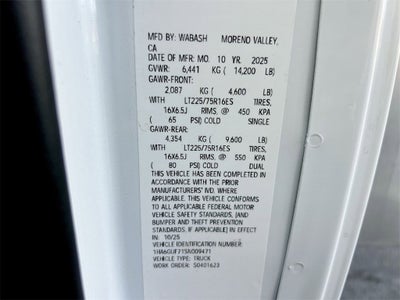 MFD BY: WABASH MORENO VALLEY,
CA
DATE OF MFR: MO. 10 YR. 2025
GVWR: 6,441 KG ( 14,200 LB)
GAWR-FRONT:
2,087 KG ( 4,600 LB)
WITH LT225/75R16ES TIRES,
16X6.5J RIMS, @ 450 KPA
( 65 PSI) COLD SINGLE
GAWR-REAR:
4,354 KG ( 9,600 LB)
WITH LT225/75R16ES TIRES,
16X6.5J RIMS, @ 550 KPA
( 80 PSI) COLD DUAL
THIS VEHICLE HAS BEEN COMPLETED IN
ACCORDANCE WITH THE PRIOR
MANUFACTURERS' IVD, WHERE
APPLICABLE. THIS VEHICLE CONFORMS
TO ALL APPLICABLE FEDERAL MOTOR
VEHICLE SAFETY STANDARDS, [AND
BUMPER AND THEFT PREVENTION
STANDARDS, IF APPLICABLE] IN EFFECT
IN: 10/25
VEHICLE IDENTIFICATION NUMBER:
VEHICLE TYPE: TRUCK
WORK ORDER: S0401623